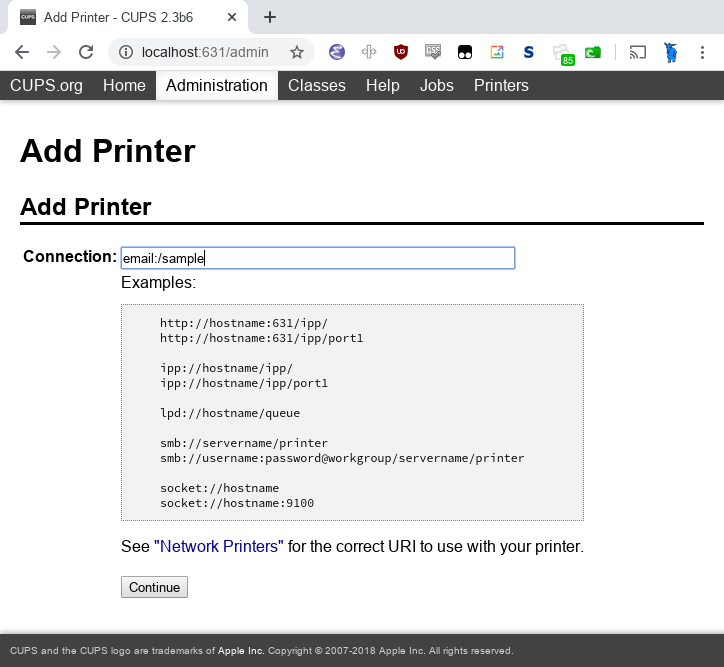 CUPS Add Printer - CUPS 2.3b6
localhost:631/admin
UD CSS S 85
CUPS.org Home Administration Classes Help Jobs Printers
Add Printer
Add Printer
Connection: email:/sample
Examples:
http://hostname:631/ipp/
http://hostname:631/ipp/port1
ipp://hostname/ipp/
ipp://hostname/ipp/port1
lpd://hostname/queue
smb://servername/printer
smb://username:password@workgroup/servername/printer
socket://hostname
socket://hostname:9100
See "Network Printers" for the correct URI to use with your printer.
Continue
CUPS and the CUPS logo are trademarks of Apple Inc. Copyright © 2007-2018 Apple Inc. All rights reserved.